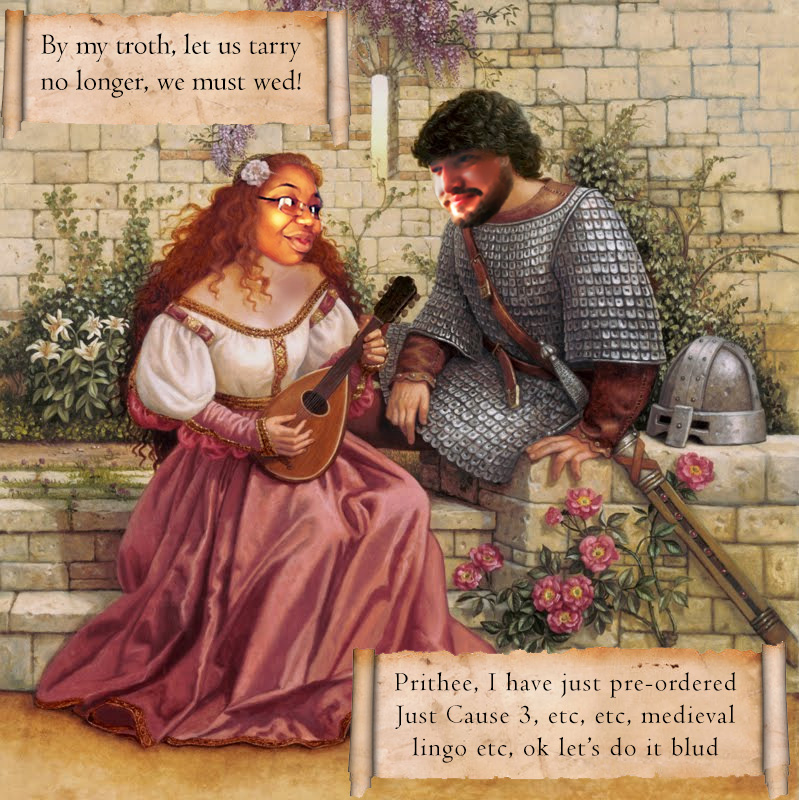 By my troth, let us tarry
no longer, we must wed!
Prithee, I have just pre-ordered
Just Cause 3, etc, etc, medieval
lingo etc, ok let's do it blud